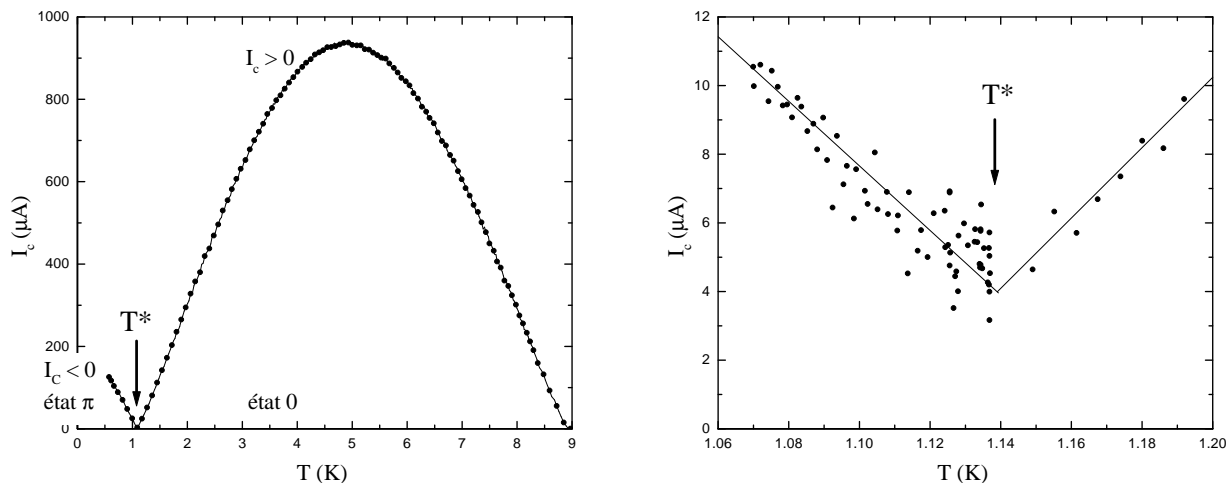 1000
800
600
400
200
0
0 1 2 3 4 5 6 7 8 9
I_c (µA)
T (K)
I_c > 0
T*
I_C < 0
état π
état 0
12
10
8
6
4
2
0
1.06 1.08 1.10 1.12 1.14 1.16 1.18 1.20
I_c (µA)
T (K)
T*